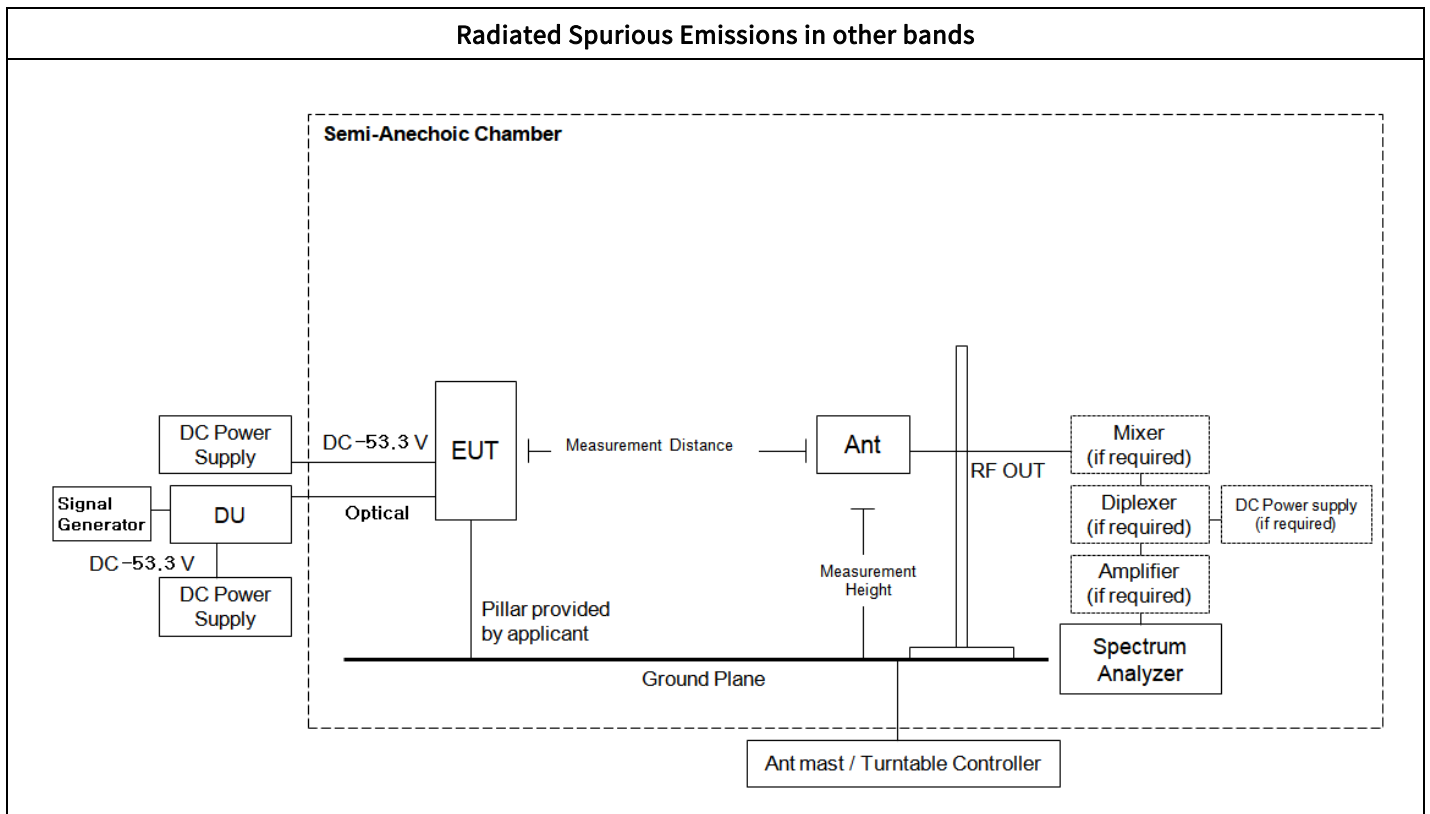 Radiated Spurious Emissions in other bands
Semi-Anechoic Chamber
DC Power
Supply
DC-53.3 V
EUT
Measurement Distance
Ant
RF OUT
Mixer
(if required)
Signal
Generator
DU
Optical
Diplexer
(if required)
DC Power supply
(if required)
DC-53.3 V
DC Power
Supply
Measurement
Height
Amplifier
(if required)
Pillar provided
by applicant
Spectrum
Analyzer
Ground Plane
Ant mast / Turntable Controller